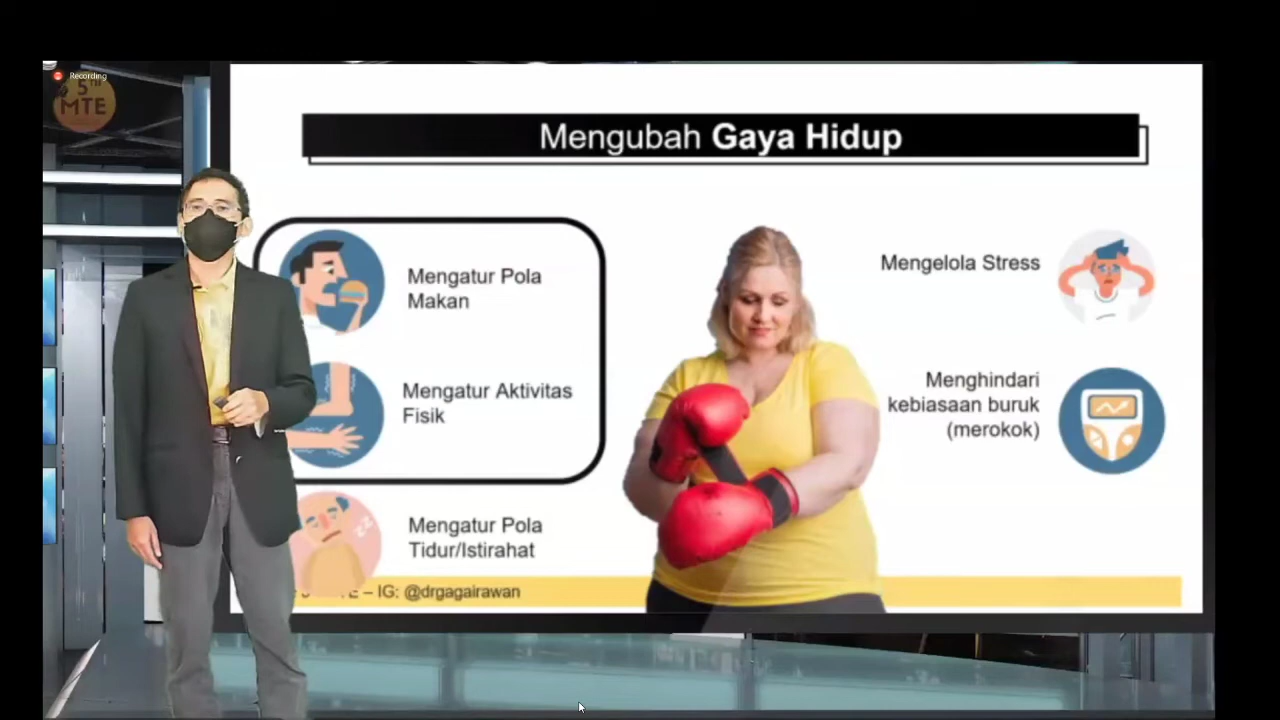 Recording
5TH
MTE
Mengubah Gaya Hidup
Mengatur Pola
Makan
Mengatur Aktivitas
Fisik
Mengatur Pola
Tidur/Istirahat
Mengelola Stress
Menghindari
kebiasaan buruk
(merokok)
– IG: @drgagairawan